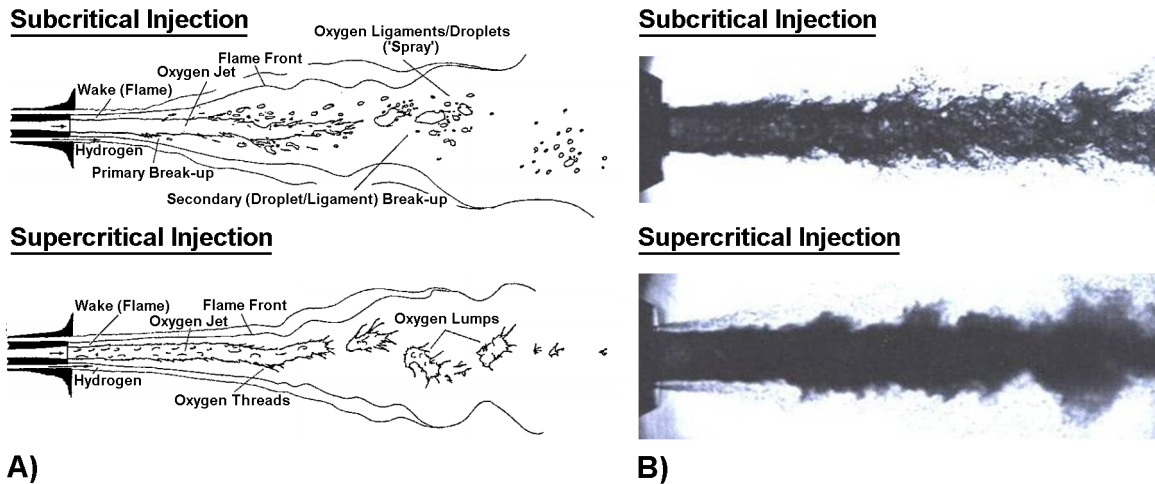 Subcritical Injection
Oxygen Ligaments/Droplets
('Spray')
Flame Front
Oxygen Jet
Wake (Flame)
Hydrogen
Primary Break-up
Secondary (Droplet/Ligament) Break-up
Supercritical Injection
Wake (Flame)
Flame Front
Oxygen Jet
Oxygen Lumps
Hydrogen
Oxygen Threads
A)
Subcritical Injection
Supercritical Injection
B)